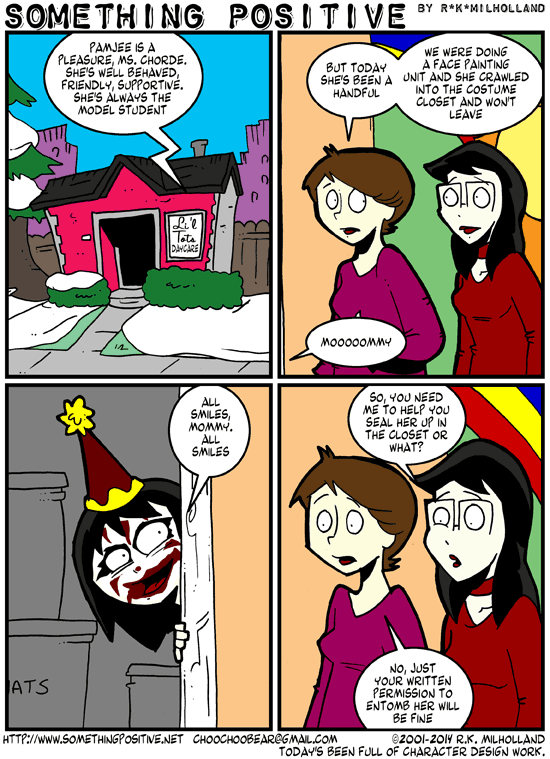 SOMETHING POSITIVE BY R*K*MILHOLLAND
PAMJEE IS A
PLEASURE, MS. CHORDE.
SHE'S WELL BEHAVED,
FRIENDLY, SUPPORTIVE.
SHE'S ALWAYS THE
MODEL STUDENT
Li'l
Tots
DAYCARE
BUT TODAY
SHE'S BEEN A
HANDFUL
WE WERE DOING
A FACE PAINTING
UNIT AND SHE CRAWLED
INTO THE COSTUME
CLOSET AND WON'T
LEAVE
MOOOOOMMY
ALL
SMILES,
MOMMY.
ALL
SMILES
ATS
SO, YOU NEED
ME TO HELP YOU
SEAL HER UP IN
THE CLOSET OR
WHAT?
NO, JUST
YOUR WRITTEN
PERMISSION TO
ENTOMB HER WILL
BE FINE
HTTP://WWW.SOMETHINGPOSITIVE.NET CHOOCHOOBEAR@GMAIL.COM ©2001-2014 R.K. MILHOLLAND
TODAY'S BEEN FULL OF CHARACTER DESIGN WORK.